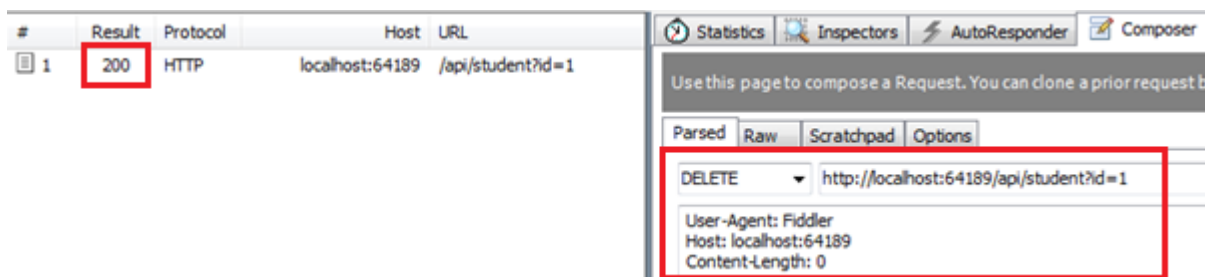 # Result Protocol Host URL
1 200 HTTP localhost:64189 /api/student?id=1
Statistics Inspectors AutoResponder Composer
Use this page to compose a Request. You can clone a prior request b
Parsed Raw Scratchpad Options
DELETE http://localhost:64189/api/student?id=1
User-Agent: Fiddler
Host: localhost:64189
Content-Length: 0